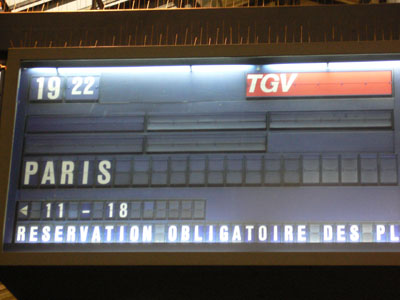 19 22 TGV
PARIS
◄ 11 - 18
RESERVATION OBLIGATOIRE DES PL